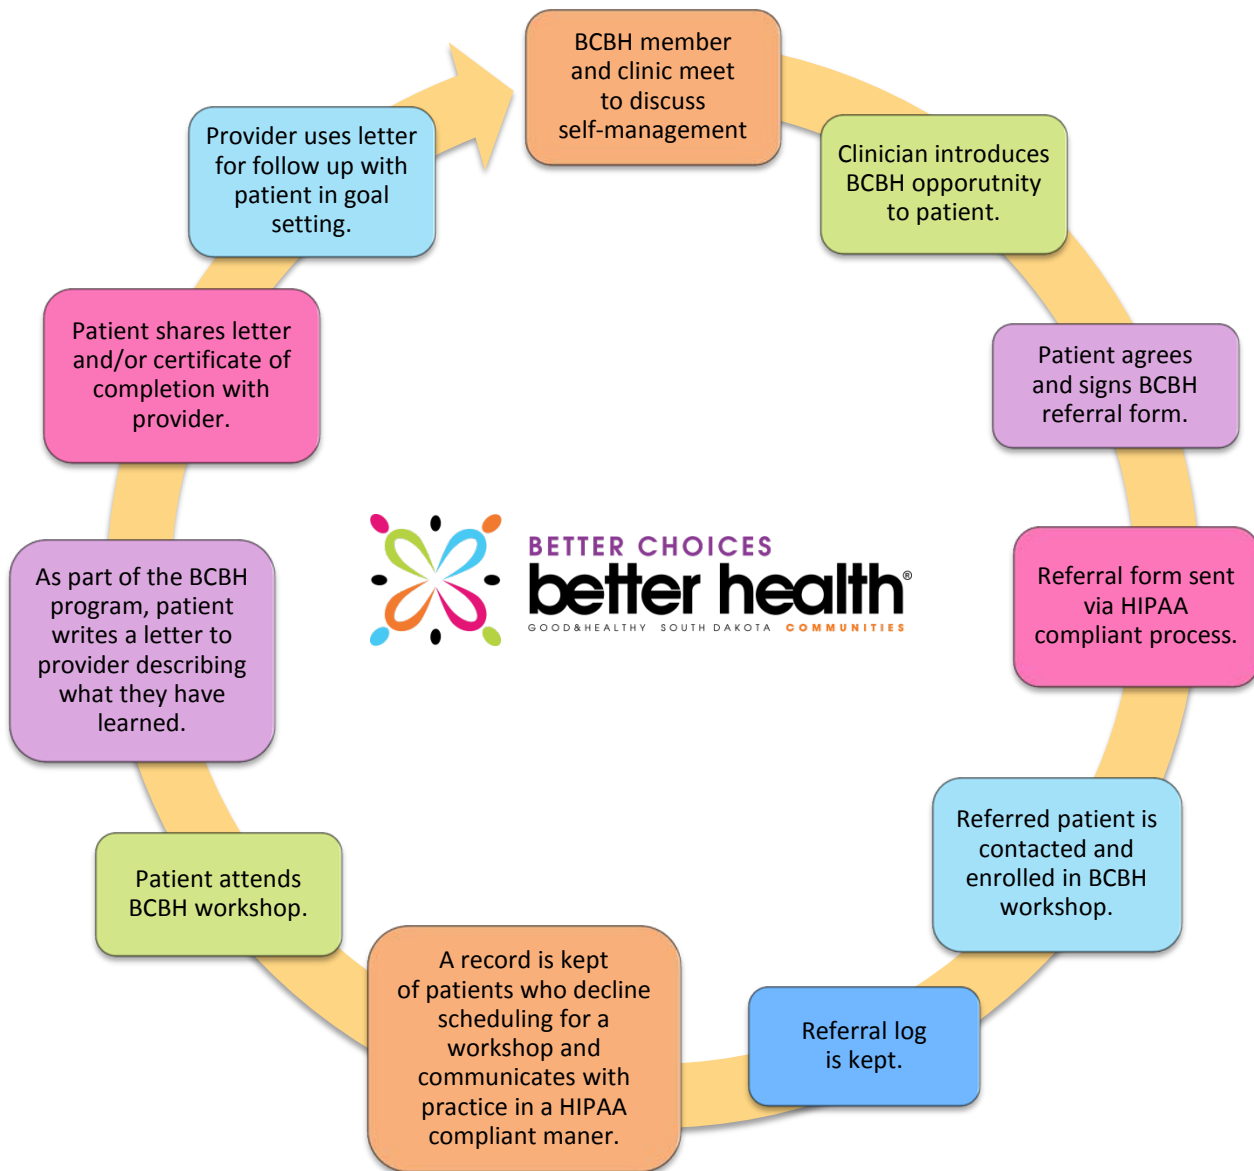 BCBH member
and clinic meet
to discuss
self-management
Clinician introduces
BCBH opporutnity
to patient.
Patient agrees
and signs BCBH
referral form.
Referral form sent
via HIPAA
compliant process.
Referred patient is
contacted and
enrolled in BCBH
workshop.
Referral log
is kept.
A record is kept
of patients who decline
scheduling for a
workshop and
communicates with
practice in a HIPAA
compliant maner.
Patient attends
BCBH workshop.
As part of the BCBH
program, patient
writes a letter to
provider describing
what they have
learned.
Patient shares letter
and/or certificate of
completion with
provider.
Provider uses letter
for follow up with
patient in goal
setting.
BETTER CHOICES
better health®
GOOD&HEALTHY SOUTH DAKOTA COMMUNITIES